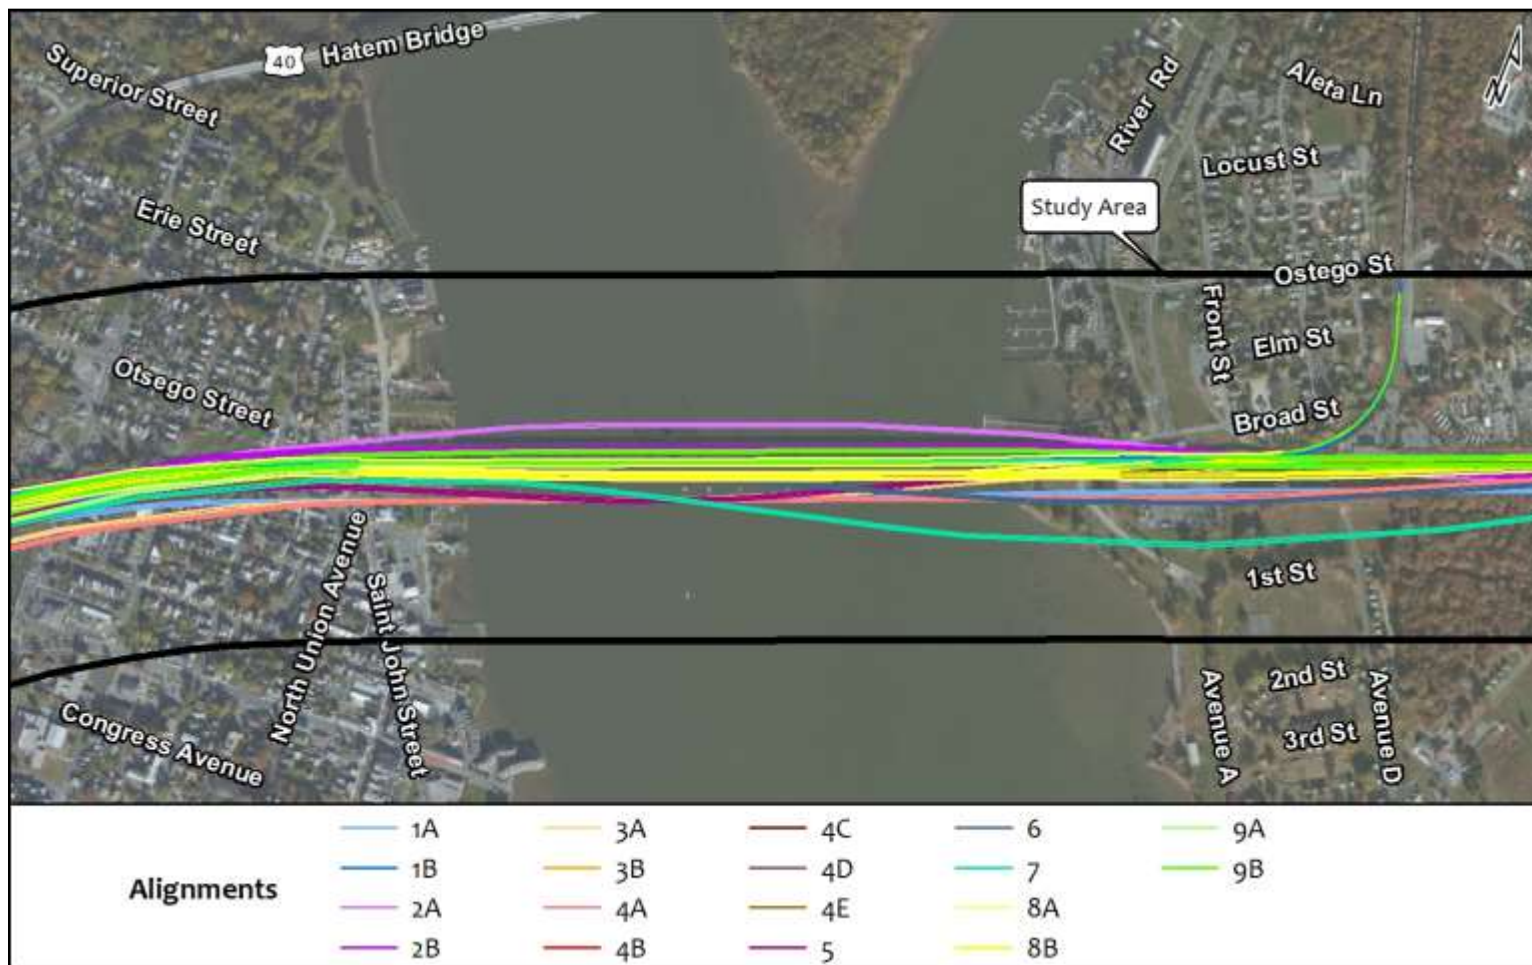 40 Hatem Bridge
Superior Street
River Rd
Aleta Ln
N
Locust St
Study Area
Erie Street
Ostego St
Front St
Elm St
Otsego Street
Broad St
North Union Avenue
Saint John Street
1st St
2nd St
3rd St
Avenue A
Avenue D
Congress Avenue
Alignments
1A
1B
2A
2B
3A
3B
4A
4B
4C
4D
4E
5
6
7
8A
8B
9A
9B